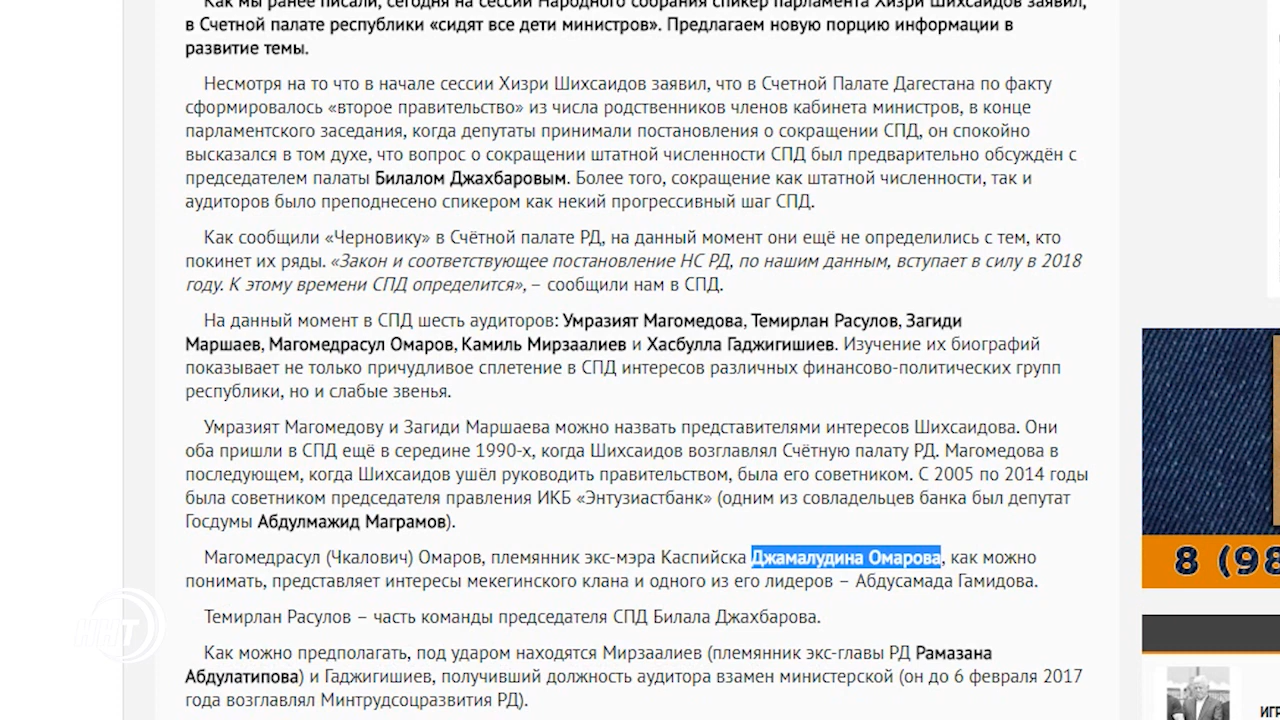 Как мы ранее писали, сегодня на сессии Народного собрания спикер парламента Хизри Шихсаидов заявил,
в Счетной палате республики «сидят все дети министров». Предлагаем новую порцию информации в
развитие темы.
Несмотря на то что в начале сессии Хизри Шихсаидов заявил, что в Счетной Палате Дагестана по факту
сформировалось «второе правительство» из числа родственников членов кабинета министров, в конце
парламентского заседания, когда депутаты принимали постановления о сокращении СПД, он спокойно
высказался в том духе, что вопрос о сокращении штатной численности СПД был предварительно обсуждён с
председателем палаты Билалом Джахбаровым. Более того, сокращение как штатной численности, так и
аудиторов было преподнесено спикером как некий прогрессивный шаг СПД.
Как сообщили «Черновику» в Счётной палате РД, на данный момент они ещё не определились с тем, кто
покинет их ряды. «Закон и соответствующее постановление НС РД, по нашим данным, вступает в силу в 2018
году. К этому времени СПД определится», – сообщили нам в СПД.
На данный момент в СПД шесть аудиторов: Умразият Магомедова, Темирлан Расулов, Загиди
Маршаев, Магомедрасул Омаров, Камиль Мирзаалиев и Хасбулла Гаджигишиев. Изучение их биографий
показывает не только причудливое сплетение в СПД интересов различных финансово-политических групп
республики, но и слабые звенья.
Умразият Магомедову и Загиди Маршаева можно назвать представителями интересов Шихсаидова. Они
оба пришли в СПД ещё в середине 1990-х, когда Шихсаидов возглавлял Счётную палату РД. Магомедова в
последующем, когда Шихсаидов ушёл руководить правительством, была его советником. С 2005 по 2014 годы
была советником председателя правления ИКБ «Энтузиастбанк» (одним из совладельцев банка был депутат
Госдумы Абдулмажид Маграмов).
Магомедрасул (Чкалович) Омаров, племянник экс-мэра Каспийска Джамалудина Омарова, как можно
понимать, представляет интересы мекегинского клана и одного из его лидеров – Абдусамада Гамидова.
Темирлан Расулов – часть команды председателя СПД Билала Джахбарова.
Как можно предполагать, под ударом находятся Мирзаалиев (племянник экс-главы РД Рамазана
Абдулатипова) и Гаджигишиев, получивший должность аудитора взамен министерской (он до 6 февраля 2017
года возглавлял Минтрудсоцразвития РД).
8 (98
ННТ